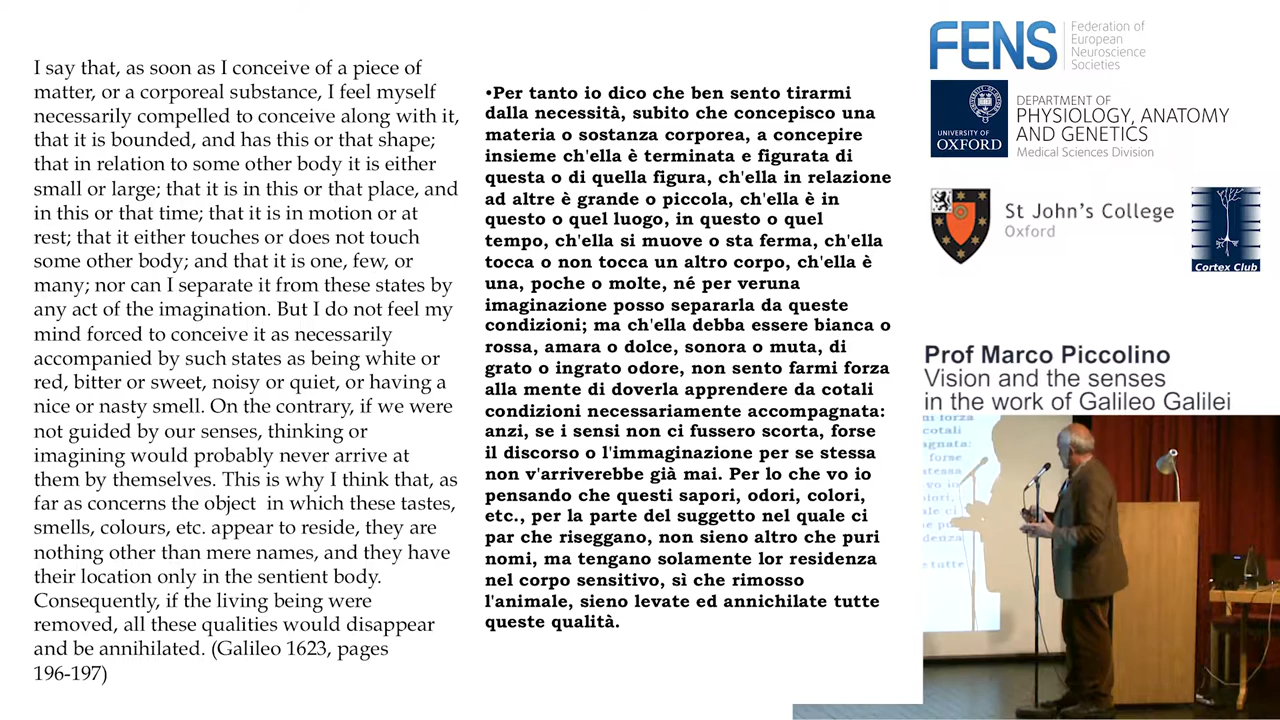 I say that, as soon as I conceive of a piece of
matter, or a corporeal substance, I feel myself
necessarily compelled to conceive along with it,
that it is bounded, and has this or that shape;
that in relation to some other body it is either
small or large; that it is in this or that place, and
in this or that time; that it is in motion or at
rest; that it either touches or does not touch
some other body; and that it is one, few, or
many; nor can I separate it from these states by
any act of the imagination. But I do not feel my
mind forced to conceive it as necessarily
accompanied by such states as being white or
red, bitter or sweet, noisy or quiet, or having a
nice or nasty smell. On the contrary, if we were
not guided by our senses, thinking or
imagining would probably never arrive at
them by themselves. This is why I think that, as
far as concerns the object in which these tastes,
smells, colours, etc. appear to reside, they are
nothing other than mere names, and they have
their location only in the sentient body.
Consequently, if the living being were
removed, all these qualities would disappear
and be annihilated. (Galileo 1623, pages
196-197)
•Per tanto io dico che ben sento tirarmi
dalla necessità, subito che concepisco una
materia o sostanza corporea, a concepire
insieme ch'ella è terminata e figurata di
questa o di quella figura, ch'ella in relazione
ad altre è grande o piccola, ch'ella è in
questo o quel luogo, in questo o quel
tempo, ch'ella si muove o sta ferma, ch'ella
tocca o non tocca un altro corpo, ch'ella è
una, poche o molte, né per veruna
imaginazione posso separarla da queste
condizioni; ma ch'ella debba essere bianca o
rossa, amara o dolce, sonora o muta, di
grato o ingrato odore, non sento farmi forza
alla mente di doverla apprendere da cotali
condizioni necessariamente accompagnata:
anzi, se i sensi non ci fussero scorta, forse
il discorso o l'immaginazione per se stessa
non v'arriverebbe già mai. Per lo che vo io
pensando che questi sapori, odori, colori,
etc., per la parte del suggetto nel quale ci
par che riseggano, non sieno altro che puri
nomi, ma tengano solamente lor residenza
nel corpo sensitivo, sì che rimosso
l'animale, sieno levate ed annichilate tutte
queste qualità.
FENS
Federation of
European
Neuroscience
Societies
UNIVERSITY OF
OXFORD
DEPARTMENT OF
PHYSIOLOGY, ANATOMY
AND GENETICS
Medical Sciences Division
St John's College
Oxford
Cortex Club
Prof Marco Piccolino
Vision and the senses
in the work of Galileo Galilei
forza
cotali
gnata:
forse
stessa
vo io
olori,
ale ci
puri
denza
tutte